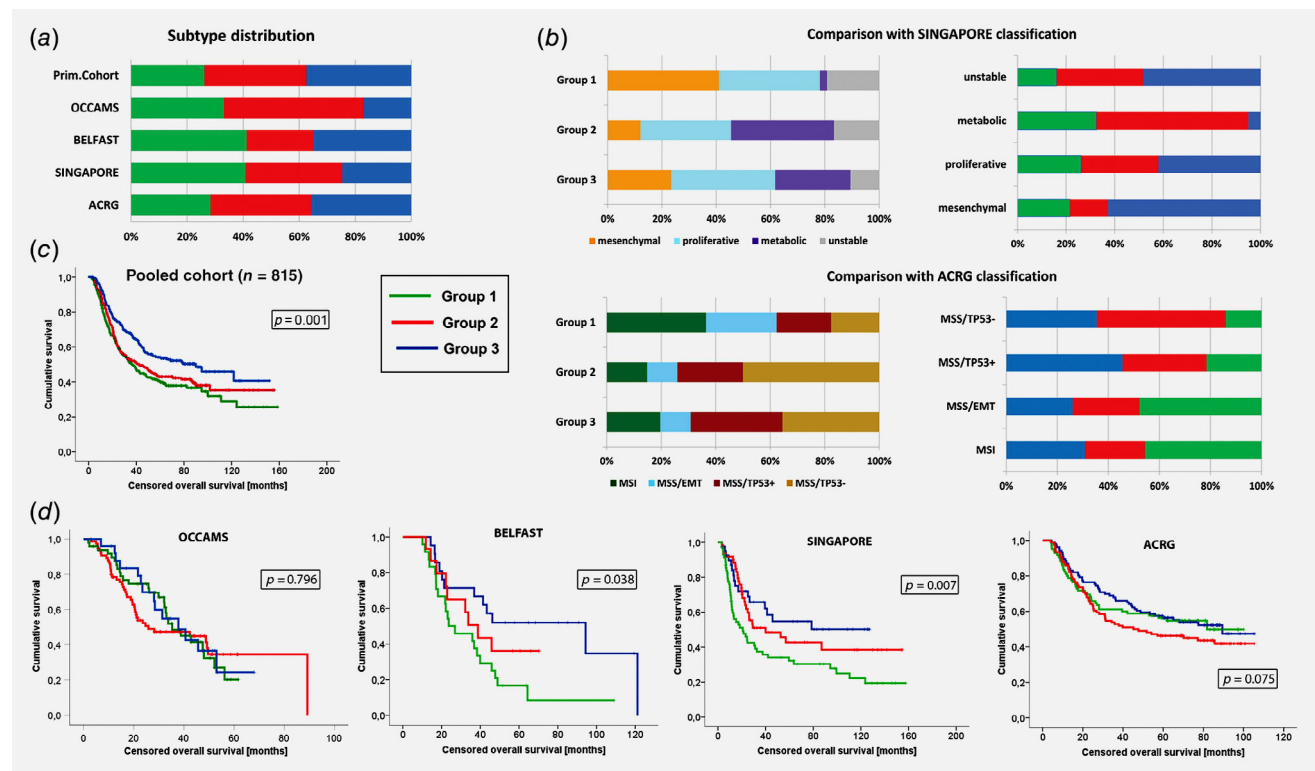 (a)
Subtype distribution
Prim.Cohort
OCCAMS
BELFAST
SINGAPORE
ACRG
0% 20% 40% 60% 80% 100%
(b)
Comparison with SINGAPORE classification
Group 1
Group 2
Group 3
0% 20% 40% 60% 80% 100%
mesenchymal proliferative metabolic unstable
unstable
metabolic
proliferative
mesenchymal
0% 20% 40% 60% 80% 100%
Comparison with ACRG classification
Group 1
Group 2
Group 3
0% 20% 40% 60% 80% 100%
MSI MSS/EMT MSS/TP53+ MSS/TP53-
MSS/TP53-
MSS/TP53+
MSS/EMT
MSI
0% 20% 40% 60% 80% 100%
(c)
Pooled cohort (n = 815)
p = 0.001
Cumulative survival
1,0
0,8
0,6
0,4
0,2
0,0
0 40 80 120 160 200
Censored overall survival [months]
Group 1
Group 2
Group 3
(d)
OCCAMS
p = 0.796
Cumulative survival
1,0
0,8
0,6
0,4
0,2
0,0
0 20 40 60 80 100
Censored overall survival [months]
BELFAST
p = 0.038
Cumulative survival
1,0
0,8
0,6
0,4
0,2
0,0
0 20 40 60 80 100 120
Censored overall survival [months]
SINGAPORE
p = 0.007
Cumulative survival
1,0
0,8
0,6
0,4
0,2
0,0
0 40 80 120 160 200
Censored overall survival [months]
ACRG
p = 0.075
Cumulative survival
1,0
0,8
0,6
0,4
0,2
0,0
0 20 40 60 80 100 120
Censored overall survival [months]